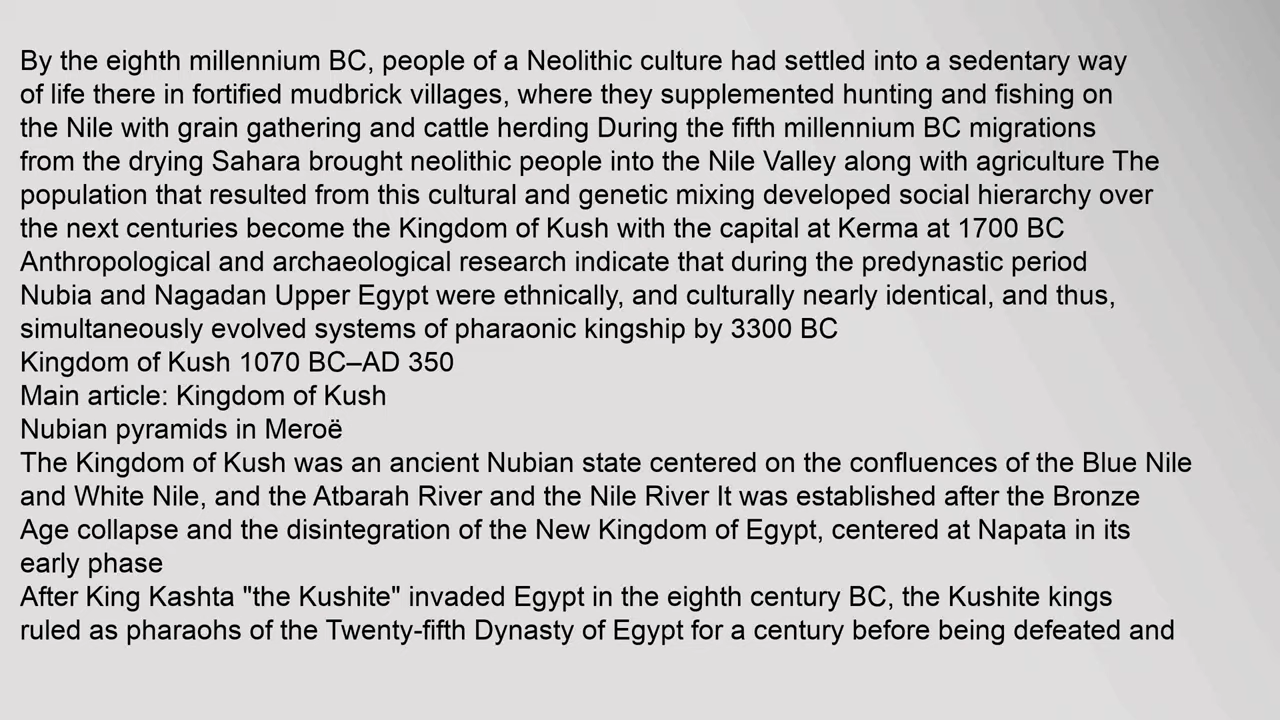 By the eighth millennium BC, people of a Neolithic culture had settled into a sedentary way
of life there in fortified mudbrick villages, where they supplemented hunting and fishing on
the Nile with grain gathering and cattle herding During the fifth millennium BC migrations
from the drying Sahara brought neolithic people into the Nile Valley along with agriculture The
population that resulted from this cultural and genetic mixing developed social hierarchy over
the next centuries become the Kingdom of Kush with the capital at Kerma at 1700 BC
Anthropological and archaeological research indicate that during the predynastic period
Nubia and Nagadan Upper Egypt were ethnically, and culturally nearly identical, and thus,
simultaneously evolved systems of pharaonic kingship by 3300 BC
Kingdom of Kush 1070 BC–AD 350
Main article: Kingdom of Kush
Nubian pyramids in Meroë
The Kingdom of Kush was an ancient Nubian state centered on the confluences of the Blue Nile
and White Nile, and the Atbarah River and the Nile River It was established after the Bronze
Age collapse and the disintegration of the New Kingdom of Egypt, centered at Napata in its
early phase
After King Kashta "the Kushite" invaded Egypt in the eighth century BC, the Kushite kings
ruled as pharaohs of the Twenty-fifth Dynasty of Egypt for a century before being defeated and